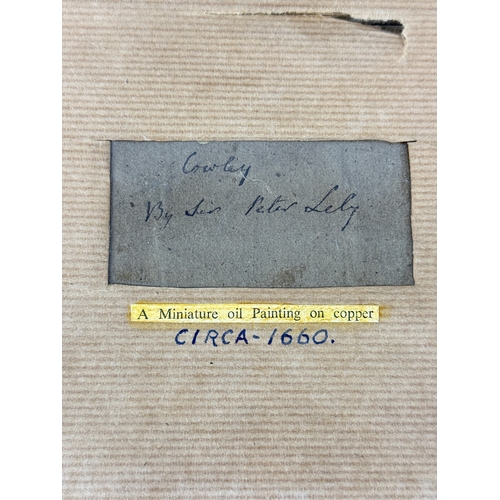 Cowley
By Sir Peter Lely
A Miniature oil Painting on copper
CIRCA-1660.